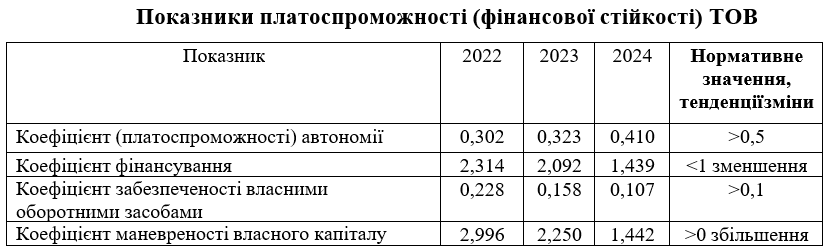 Показники платоспроможності (фінансової стійкості) ТОВ
Показник 2022 2023 2024 Нормативне
значення,
тенденціїзміни
Коефіцієнт (платоспроможності) автономії 0,302 0,323 0,410 >0,5
Коефіцієнт фінансування 2,314 2,092 1,439 <1 зменшення
Коефіцієнт забезпеченості власними 0,228 0,158 0,107 >0,1
оборотними засобами
Коефіцієнт маневреності власного капіталу 2,996 2,250 1,442 >0 збільшення